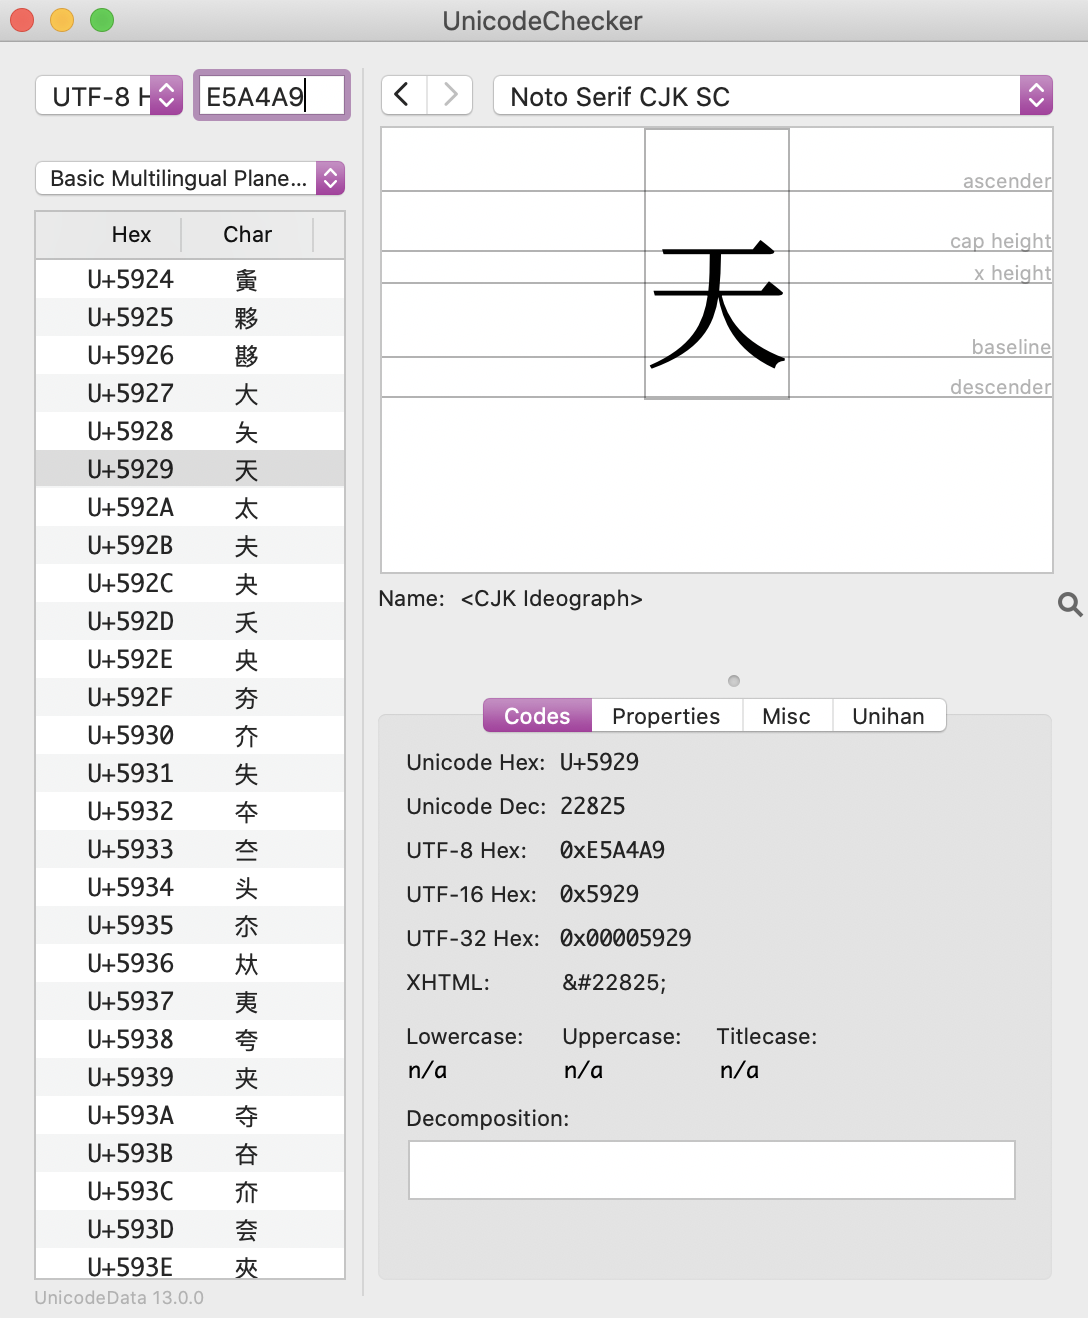 UnicodeChecker
UTF-8 H
E5A4A9
Noto Serif CJK SC
Basic Multilingual Plane...
Hex Char
U+5924 夤
U+5925 夥
U+5926 夦
U+5927 大
U+5928 夨
U+5929 天
U+592A 太
U+592B 夫
U+592C 夬
U+592D 夭
U+592E 央
U+592F 夯
U+5930 夰
U+5931 失
U+5932 夲
U+5933 夳
U+5934 头
U+5935 夵
U+5936 夶
U+5937 夷
U+5938 夸
U+5939 夹
U+593A 夺
U+593B 夻
U+593C 夼
U+593D 夽
U+593E 夾
UnicodeData 13.0.0
ascender
cap height
x height
baseline
descender
天
Name: <CJK Ideograph>
Codes Properties Misc Unihan
Unicode Hex: U+5929
Unicode Dec: 22825
UTF-8 Hex: 0xE5A4A9
UTF-16 Hex: 0x5929
UTF-32 Hex: 0x00005929
XHTML: &#22825;
Lowercase: Uppercase: Titlecase:
n/a n/a n/a
Decomposition: